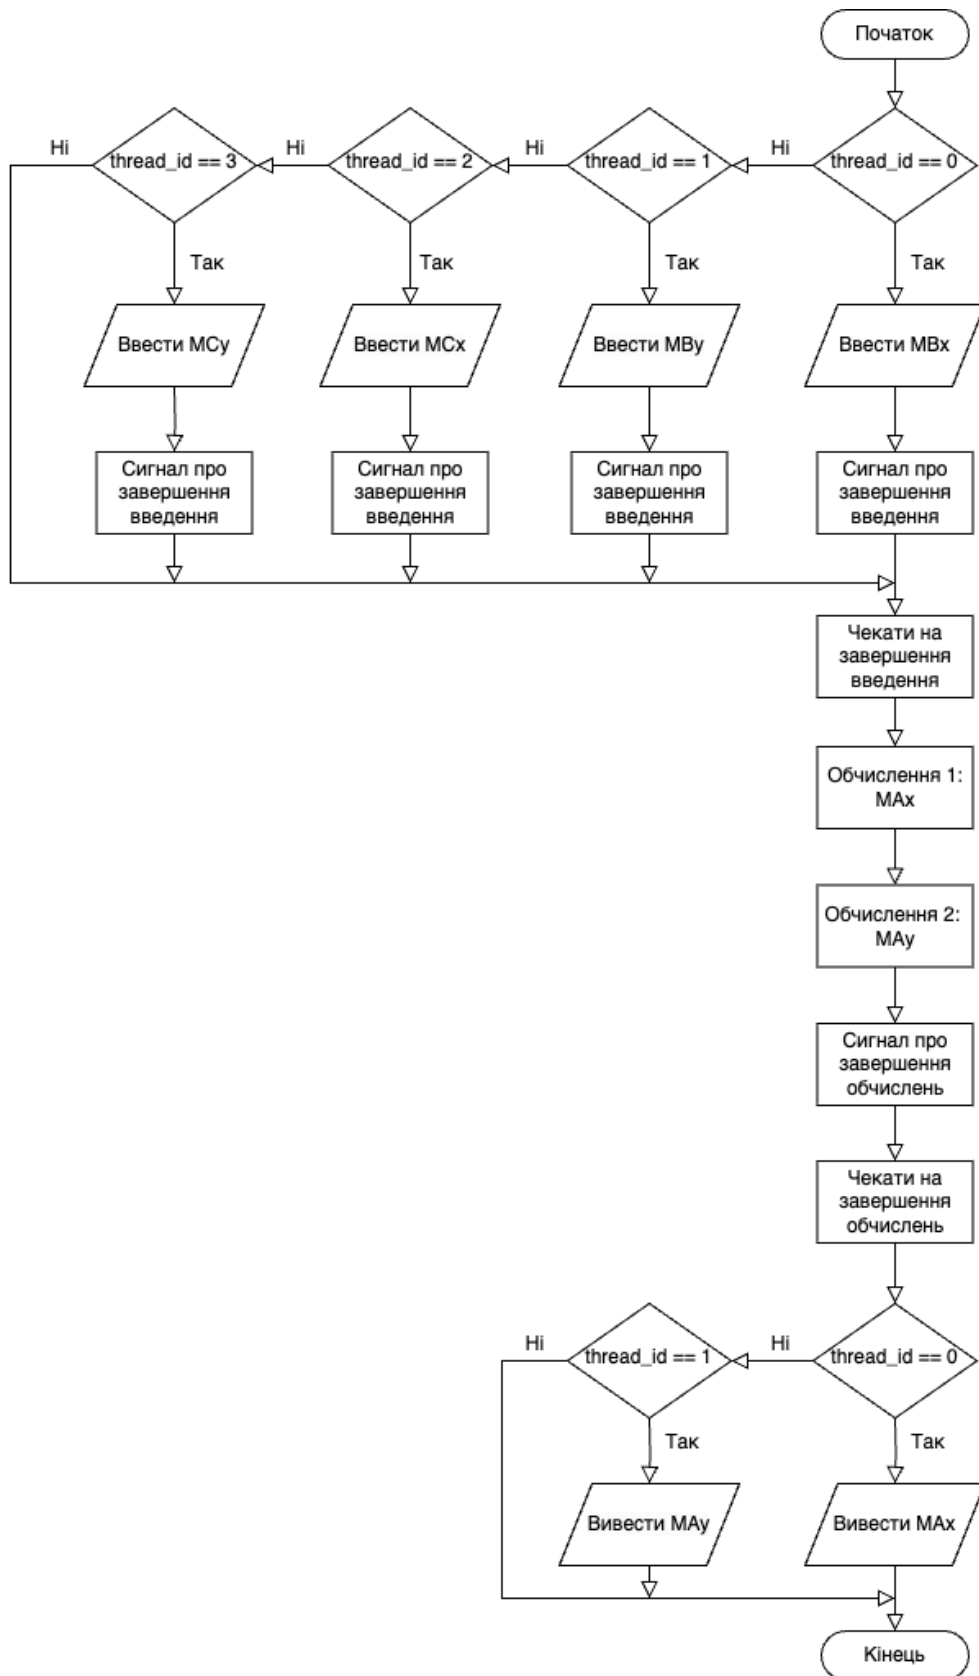 Початок
thread_id == 3
thread_id == 2
thread_id == 1
thread_id == 0
Ні
Ні
Ні
Ні
Так
Так
Так
Так
Ввести MCy
Ввести MCx
Ввести MBy
Ввести MBx
Сигнал про
завершення
введення
Сигнал про
завершення
введення
Сигнал про
завершення
введення
Сигнал про
завершення
введення
Чекати на
завершення
введення
Обчислення 1:
MAx
Обчислення 2:
MAy
Сигнал про
завершення
обчислень
Чекати на
завершення
обчислень
Ні
thread_id == 1
Ні
thread_id == 0
Так
Так
Вивести MAy
Вивести MAx
Кінець